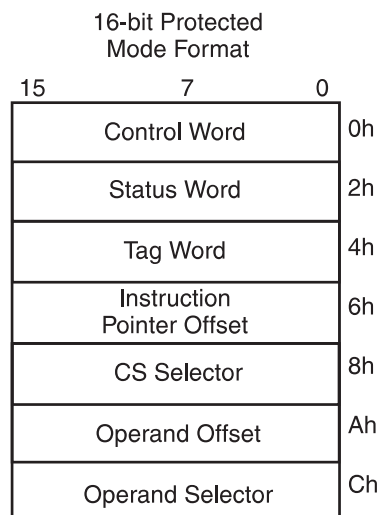 16-bit Protected
Mode Format
15 7 0
Control Word 0h
Status Word 2h
Tag Word 4h
Instruction
Pointer Offset 6h
CS Selector 8h
Operand Offset Ah
Operand Selector Ch